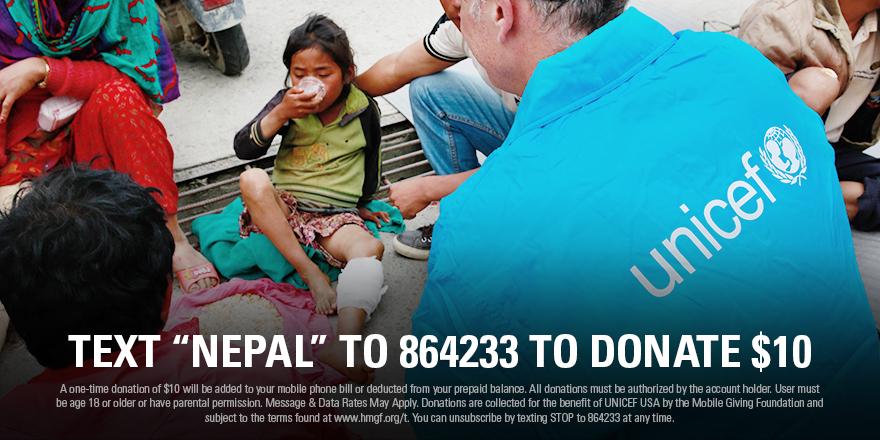 unicef
TEXT “NEPAL” TO 864233 TO DONATE $10
A one-time donation of $10 will be added to your mobile phone bill or deducted from your prepaid balance. All donations must be authorized by the account holder. User must
be age 18 or older or have parental permission. Message & Data Rates May Apply. Donations are collected for the benefit of UNICEF USA by the Mobile Giving Foundation and
subject to the terms found at www.hmgf.org/t. You can unsubscribe by texting STOP to 864233 at any time.